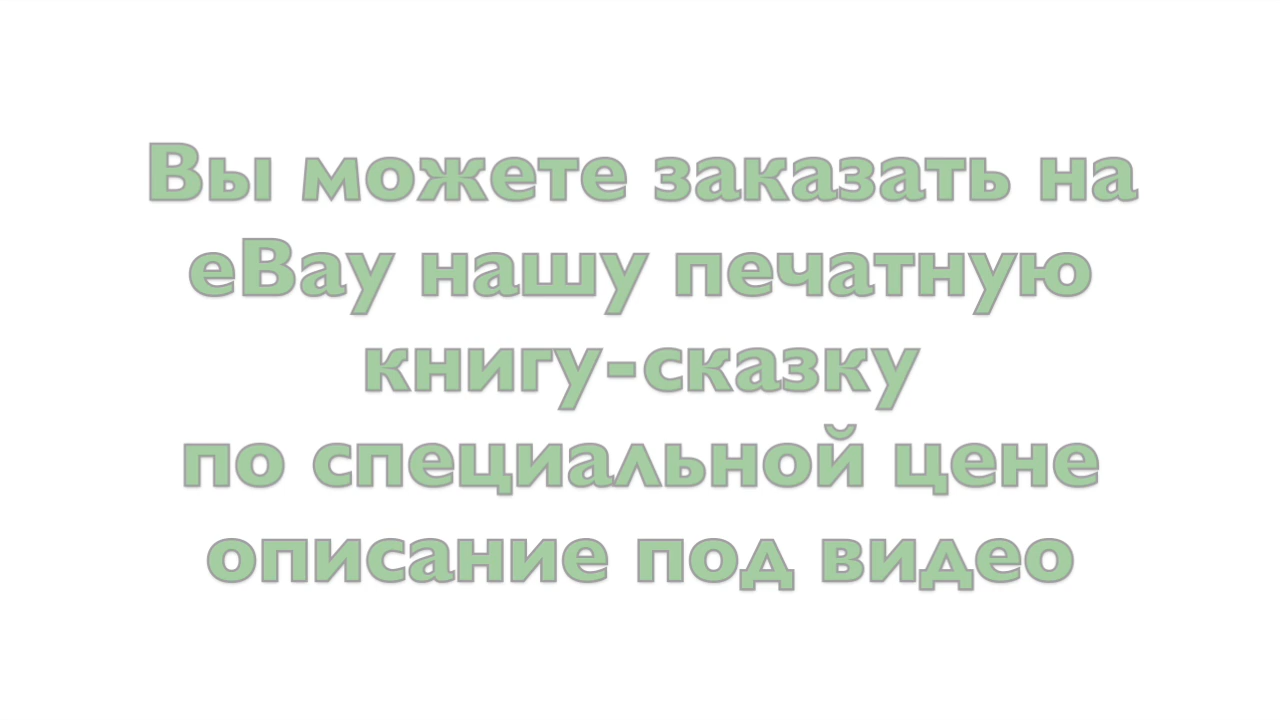 Вы можете заказать на
eBay нашу печатную
книгу-сказку
по специальной цене
описание под видео